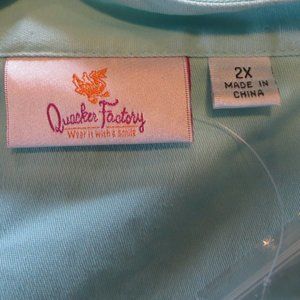 Quacker Factory
Wear it with a smile
2X
MADE IN
CHINA